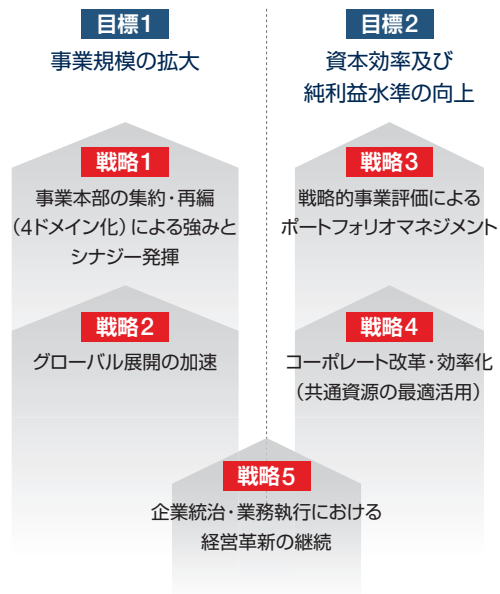 目標1
事業規模の拡大
目標2
資本効率及び
純利益水準の向上
戦略1
事業本部の集約・再編
（4ドメイン化）による強みと
シナジー発揮
戦略2
グローバル展開の加速
戦略3
戦略的事業評価による
ポートフォリオマネジメント
戦略4
コーポレート改革・効率化
（共通資源の最適活用）
戦略5
企業統治・業務執行における
経営革新の継続